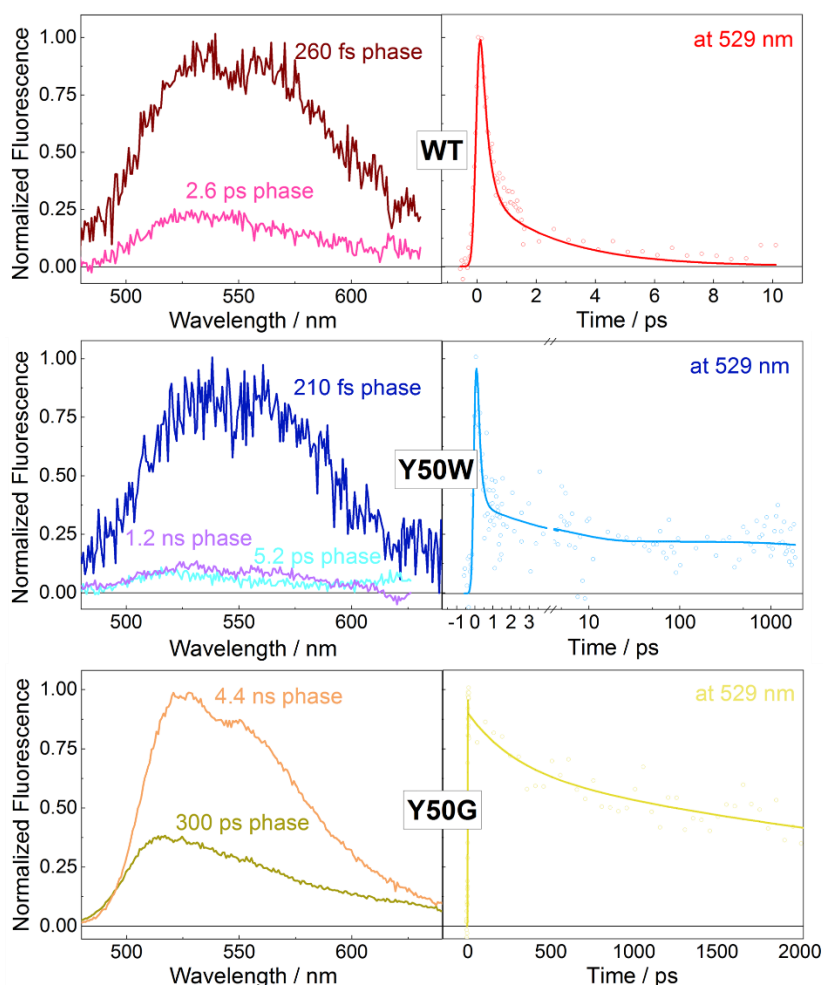 Normalized Fluorescence
1.00
0.75
0.50
0.25
0.00
260 fs phase
2.6 ps phase
500
550
600
Wavelength / nm
WT
at 529 nm
0
2
4
6
8
10
Time / ps
Normalized Fluorescence
1.00
0.75
0.50
0.25
0.00
210 fs phase
1.2 ns phase
5.2 ps phase
500
550
600
Wavelength / nm
Y50W
at 529 nm
-1 0 1 2 3
10
100
1000
Time / ps
Normalized Fluorescence
1.00
0.75
0.50
0.25
0.00
4.4 ns phase
300 ps phase
500
550
600
Wavelength / nm
Y50G
at 529 nm
0
500
1000
1500
2000
Time / ps